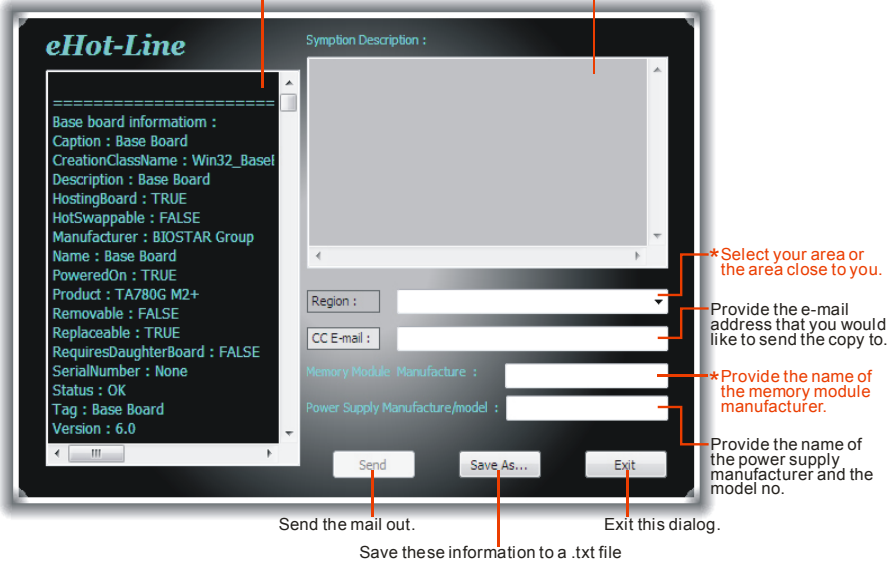 eHot-Line
Symption Description :
======================
Base board informatiom :
Caption : Base Board
CreationClassName : Win32_BaseB
Description : Base Board
HostingBoard : TRUE
HotSwappable : FALSE
Manufacturer : BIOSTAR Group
Name : Base Board
PoweredOn : TRUE
Product : TA780G M2+
Removable : FALSE
Replaceable : TRUE
RequiresDaughterBoard : FALSE
SerialNumber : None
Status : OK
Tag : Base Board
Version : 6.0
Region :
CC E-mail :
Memory Module Manufacture :
Power Supply Manufacture/model :
Send
Save As...
Exit
*Select your area or
the area close to you.
Provide the e-mail
address that you would
like to send the copy to.
*Provide the name of
the memory module
manufacturer.
Provide the name of
the power supply
manufacturer and the
model no.
Send the mail out.
Exit this dialog.
Save these information to a .txt file